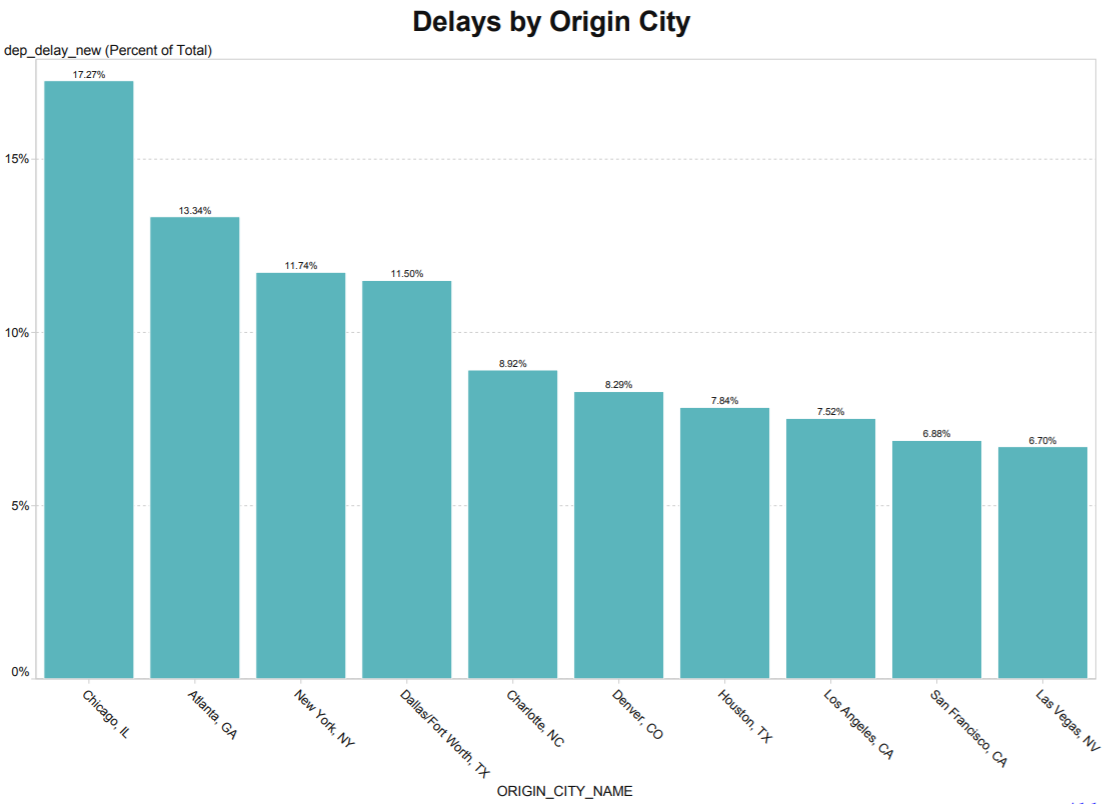 Delays by Origin City
dep_delay_new (Percent of Total)
17.27%
15%
13.34%
11.74%
11.50%
10%
8.92%
8.29%
7.84%
7.52%
6.88%
6.70%
5%
0%
Chicago, IL
Atlanta, GA
New York, NY
Dallas/Fort Worth, TX
Charlotte, NC
Denver, CO
Houston, TX
Los Angeles, CA
San Francisco, CA
Las Vegas, NV
ORIGIN_CITY_NAME